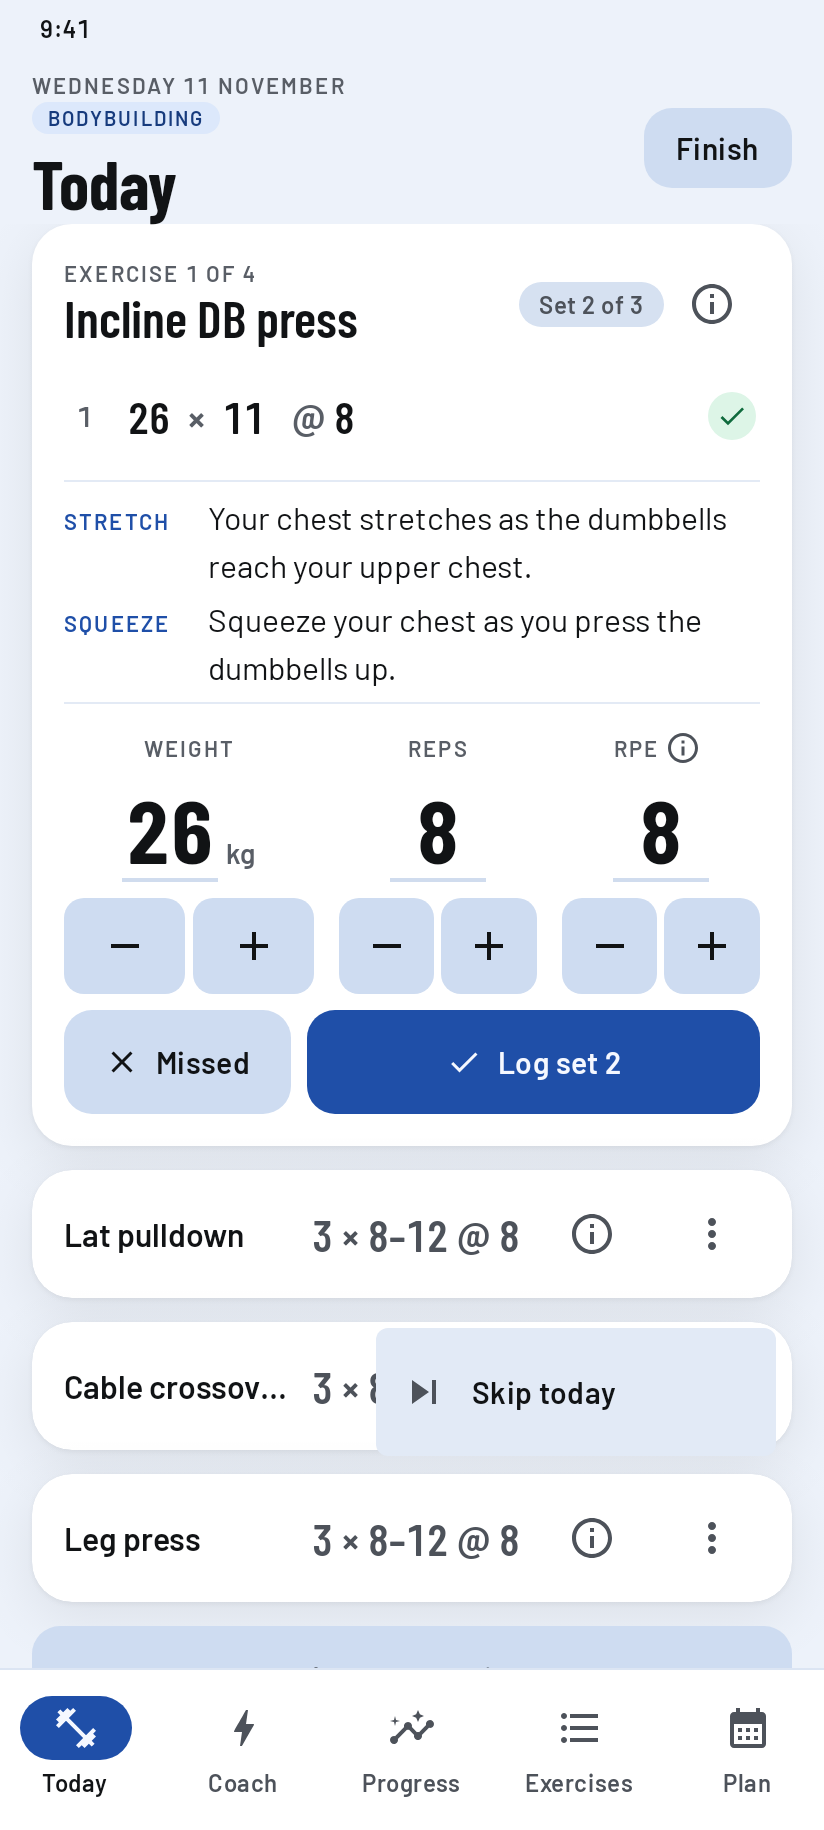 9:41
WEDNESDAY 11 NOVEMBER
BODYBUILDING
Today
Finish
EXERCISE 1 OF 4
Incline DB press
Set 2 of 3
1 26 × 11 @ 8
STRETCH Your chest stretches as the dumbbells
reach your upper chest.
SQUEEZE Squeeze your chest as you press the
dumbbells up.
WEIGHT REPS RPE
26 kg 8 8
Missed Log set 2
Lat pulldown 3 × 8–12 @ 8
Cable crossov... 3 ×
Skip today
Leg press 3 × 8–12 @ 8
Today Coach Progress Exercises Plan